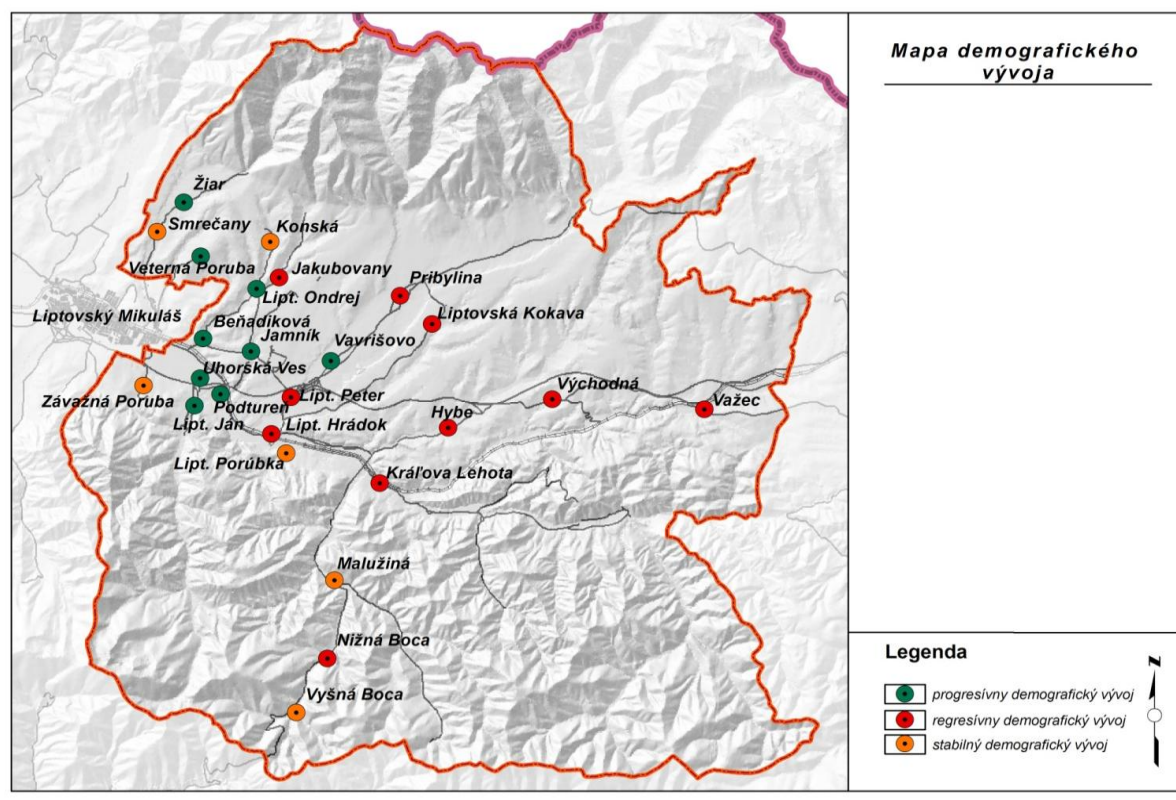 Mapa demografického
vývoja
Žiar
Smrečany
Konská
Veterná Poruba
Jakubovany
Pribylina
Lipt. Ondrej
Liptovský Mikuláš
Beňadiková
Liptovská Kokava
Jamník
Vavrišovo
Uhorská Ves
Závažná Poruba
Podtureň
Lipt. Peter
Východná
Važec
Lipt. Ján
Lipt. Hrádok
Hybe
Lipt. Porúbka
Kráľova Lehota
Malužiná
Nižná Boca
Vyšná Boca
Legenda
progresívny demografický vývoj
regresívny demografický vývoj
stabilný demografický vývoj
z